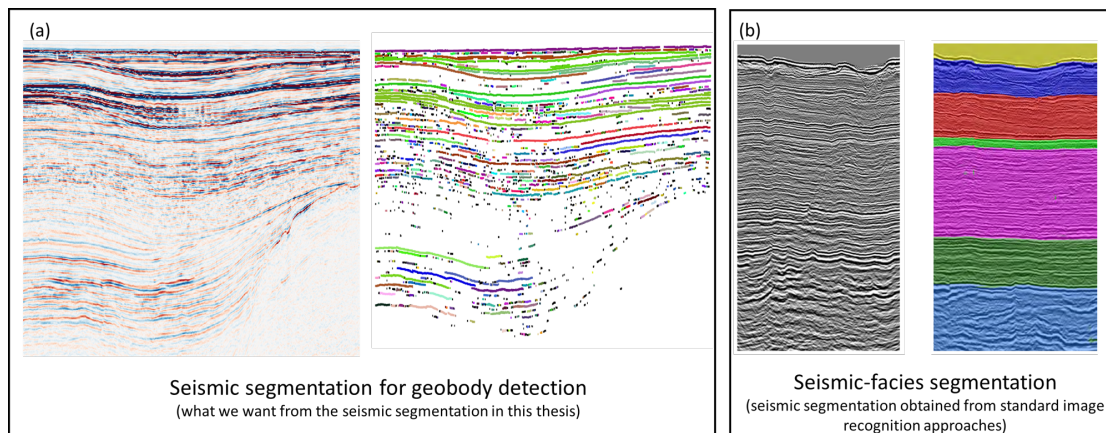 (a)
Seismic segmentation for geobody detection
(what we want from the seismic segmentation in this thesis)
(b)
Seismic-facies segmentation
(seismic segmentation obtained from standard image
recognition approaches)